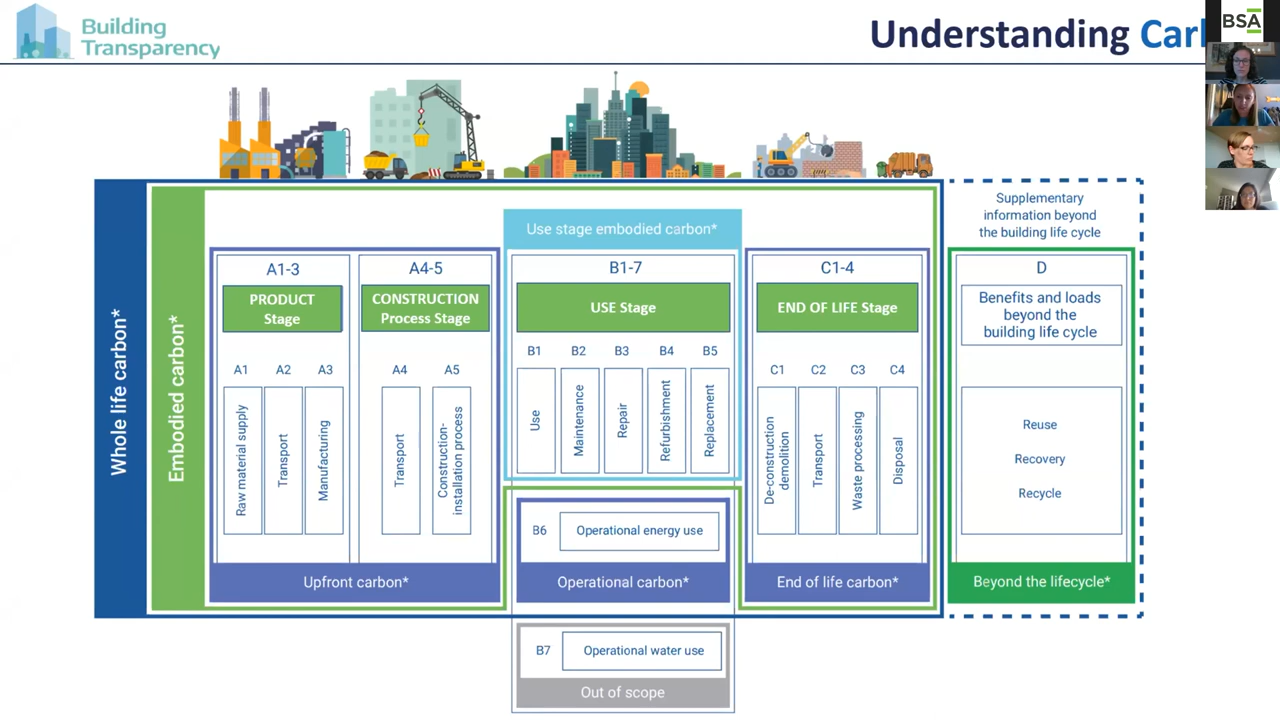 Building
Transparency
Understanding Carl
BSA
Supplementary
information beyond
the building life cycle
Use stage embodied carbon*
Whole life carbon*
Embodied carbon*
A1-3
PRODUCT
Stage
A1
A2
A3
Raw material supply
Transport
Manufacturing
A4-5
CONSTRUCTION
Process Stage
A4
A5
Transport
Construction-
installation process
Upfront carbon*
B1-7
USE Stage
B1
B2
B3
B4
B5
Use
Maintenance
Repair
Refurbishment
Replacement
B6
Operational energy use
Operational carbon*
B7
Operational water use
Out of scope
C1-4
END OF LIFE Stage
C1
C2
C3
C4
De-construction
demolition
Transport
Waste processing
Disposal
End of life carbon*
D
Benefits and loads
beyond the
building life cycle
Reuse
Recovery
Recycle
Beyond the lifecycle*